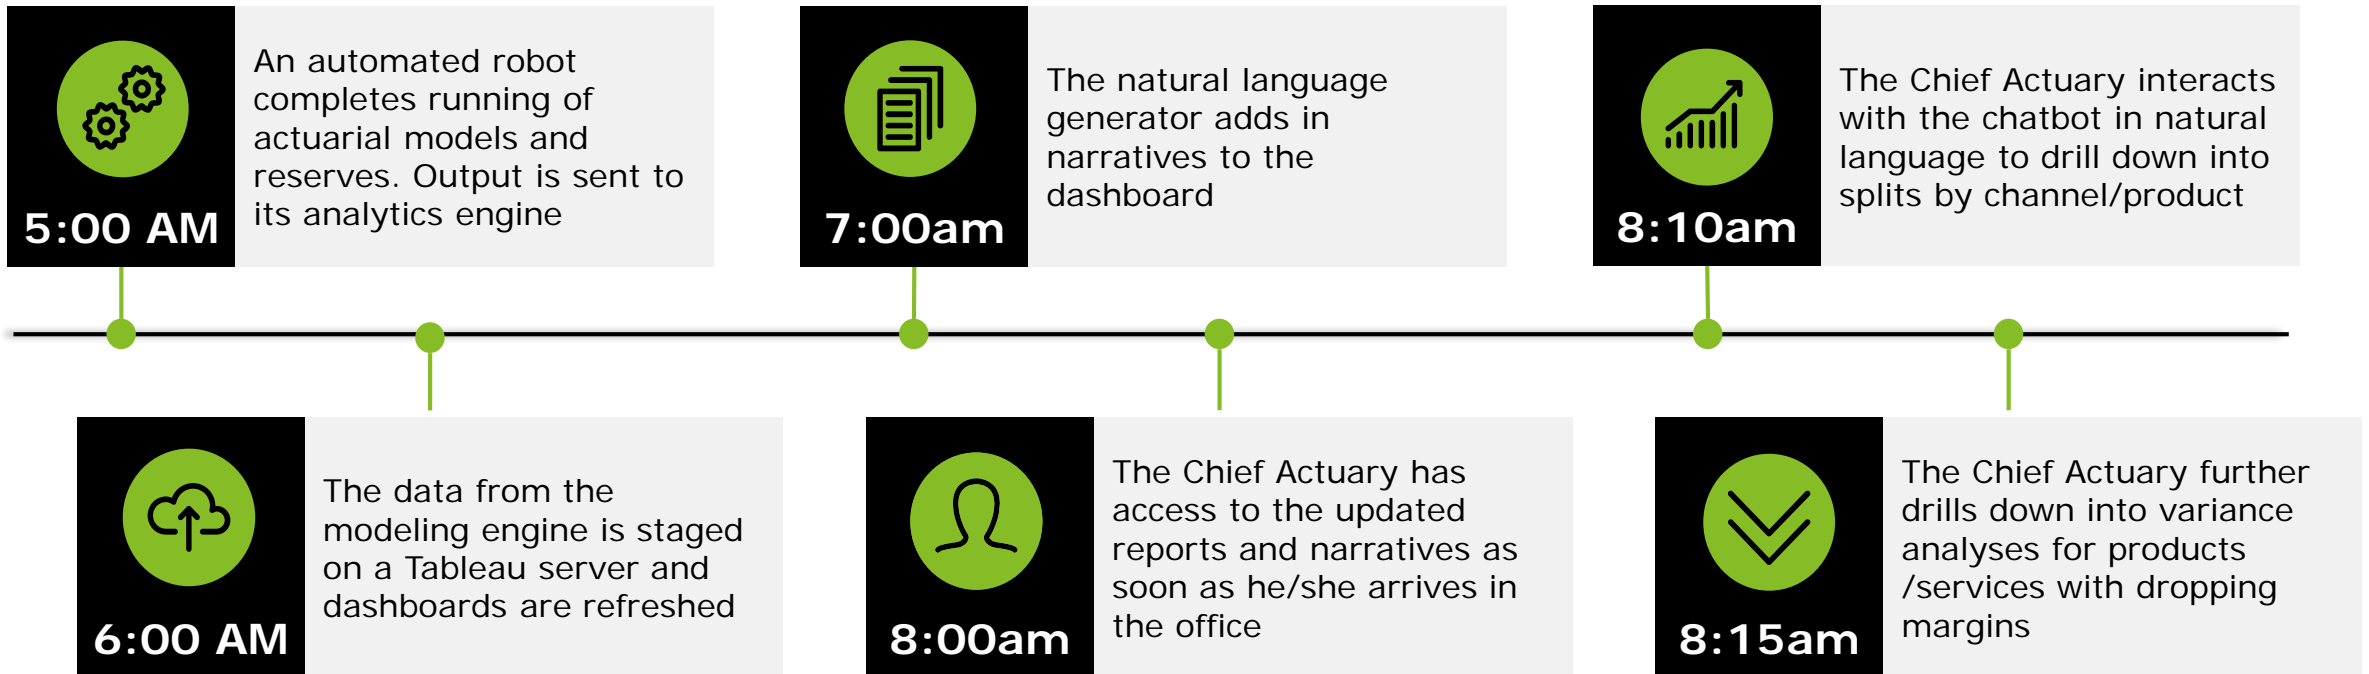 An automated robot
completes running of
actuarial models and
reserves. Output is sent to
its analytics engine
5:00 AM
The data from the
modeling engine is staged
on a Tableau server and
dashboards are refreshed
6:00 AM
The natural language
generator adds in
narratives to the
dashboard
7:00am
The Chief Actuary has
access to the updated
reports and narratives as
soon as he/she arrives in
the office
8:00am
The Chief Actuary interacts
with the chatbot in natural
language to drill down into
splits by channel/product
8:10am
The Chief Actuary further
drills down into variance
analyses for products
/services with dropping
margins
8:15am